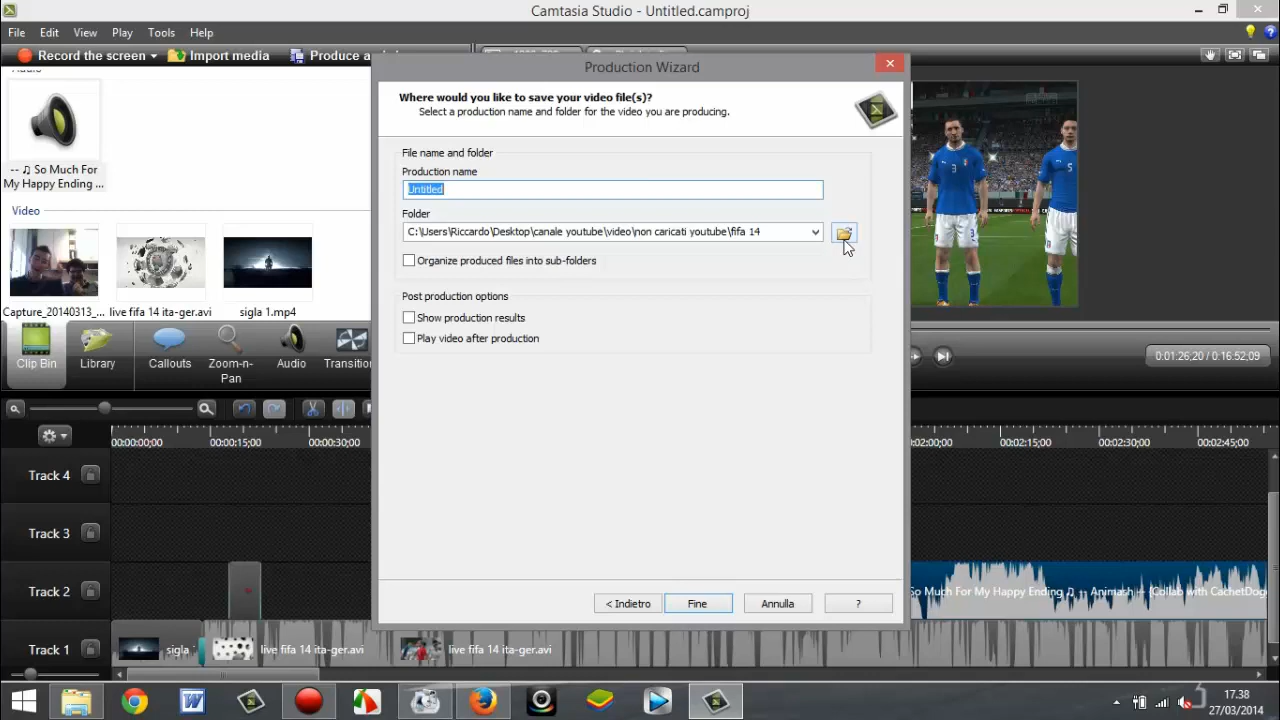 Camtasia Studio - Untitled.camproj
File Edit View Play Tools Help
Record the screen Import media Produce a
Production Wizard
Where would you like to save your video file(s)?
Select a production name and folder for the video you are producing.
File name and folder
Production name
Untitled
Folder
C:\Users\Riccardo\Desktop\canale youtube\video\non caricati youtube\fifa 14
Organize produced files into sub-folders
Post production options
Show production results
Play video after production
< Indietro Fine Annulla ?
-- ♫ So Much For
My Happy Ending ...
Video
Capture_20140313_... live fifa 14 ita-ger.avi sigla 1.mp4
Clip Bin Library Callouts Zoom-n-
Pan Audio Transition
0:01:26;20 / 0:16:52;09
00:00:00;00 00:00:15;00 00:00:30;00 00:02:00;00 00:02:15;00 00:02:30;00 00:02:45;00
Track 4
Track 3
Track 2 So Much For My Happy Ending ♫ -- Animash -- {Collab with CachetDog
Track 1 sigla live fifa 14 ita-ger.avi live fifa 14 ita-ger.avi
17.38
27/03/2014